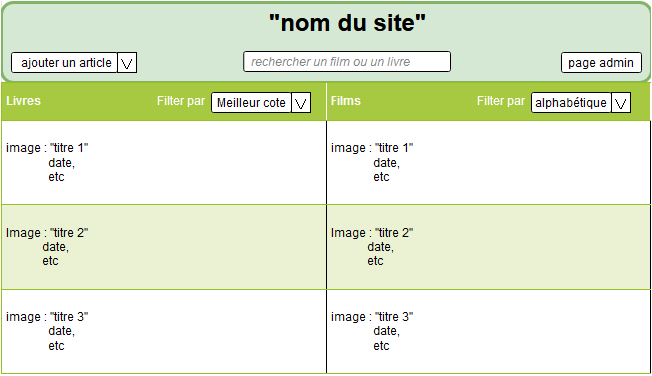 "nom du site"
ajouter un article
rechercher un film ou un livre
page admin
Livres
Filter par
Meilleur cote
Films
Filter par
alphabétique
image : "titre 1"
date,
etc
image : "titre 1"
date,
etc
Image : "titre 2"
date,
etc
Image : "titre 2"
date,
etc
image : "titre 3"
date,
etc
image : "titre 3"
date,
etc